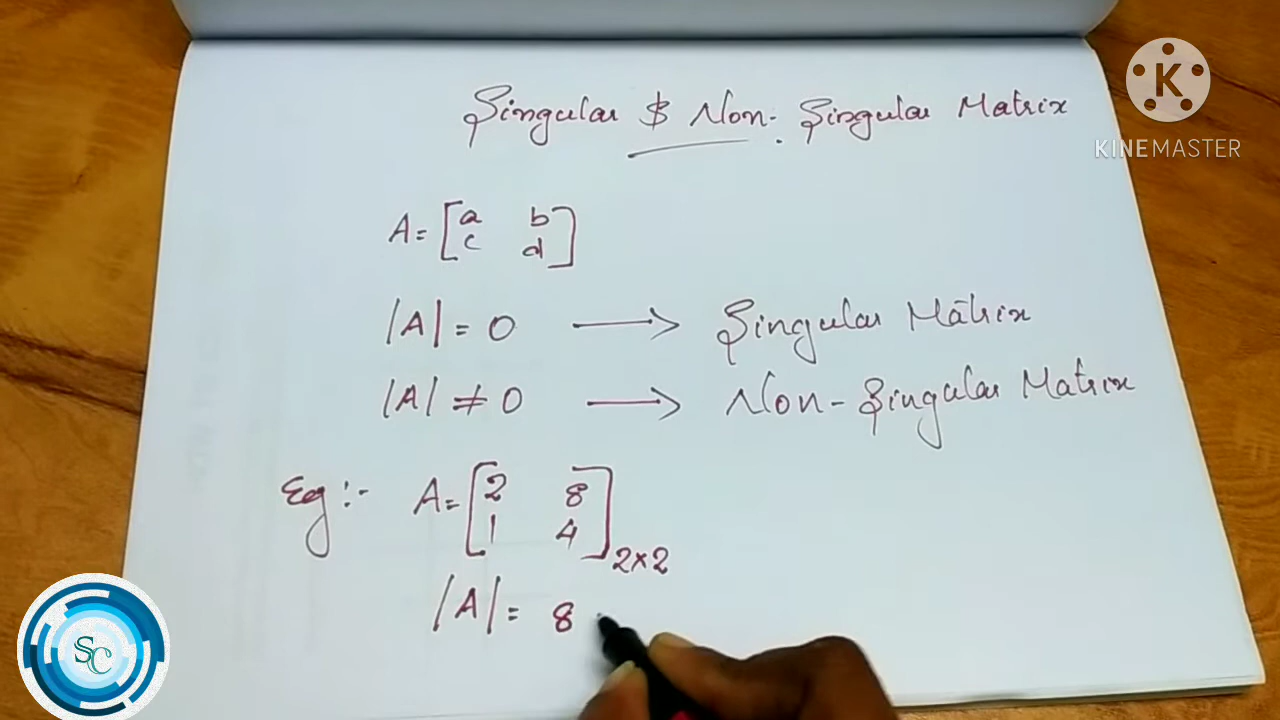 Singular $ Non-Singular Matrix
K
KINEMASTER
A = [a b
c d]
|A| = 0 → Singular Matrix
|A| ≠ 0 → Non-Singular Matrix
Eg :- A = [2 8
1 4] 2×2
|A| = 8
SC